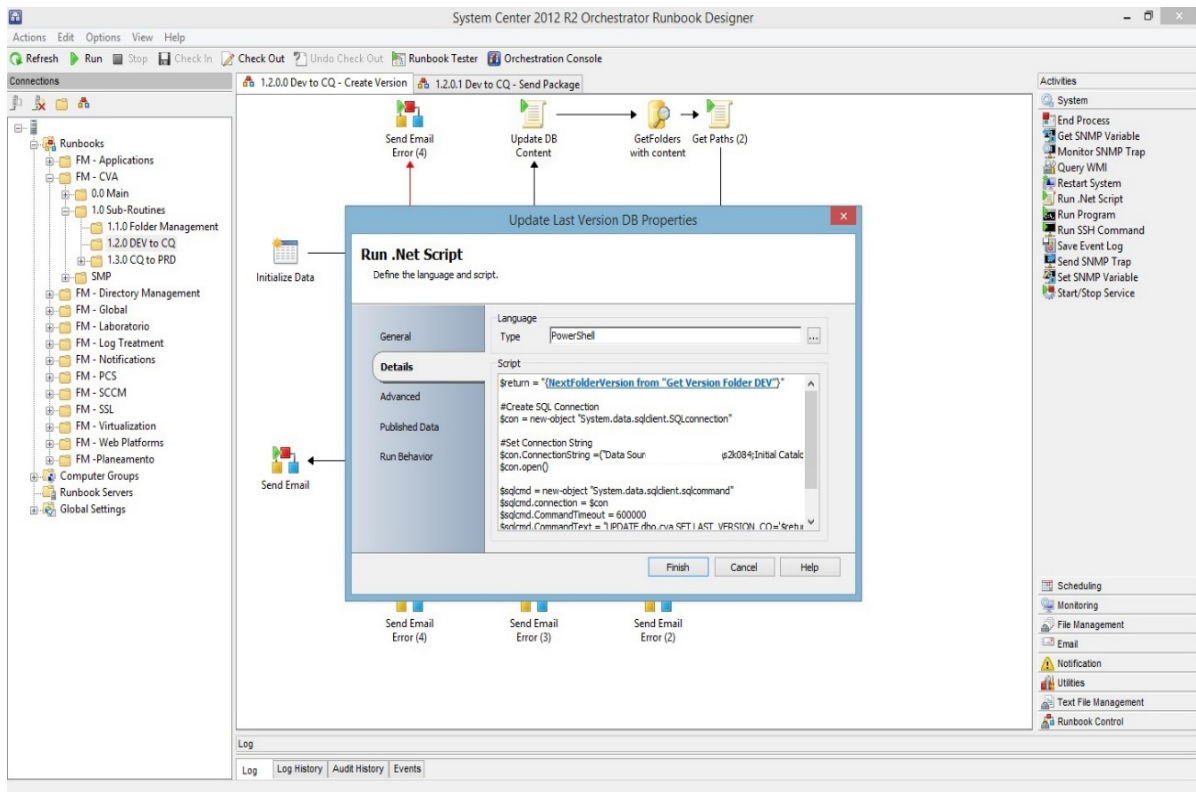 System Center 2012 R2 Orchestrator Runbook Designer
Actions Edit Options View Help
Refresh Run Stop Check In Check Out Undo Check Out Runbook Tester Orchestration Console
Connections
Runbooks
FM - Applications
FM - CVA
0.0 Main
1.0 Sub-Routines
1.1.0 Folder Management
1.2.0 DEV to CQ
1.3.0 CQ to PRD
SMP
FM - Directory Management
FM - Global
FM - Laboratorio
FM - Log Treatment
FM - Notifications
FM - PCS
FM - SCCM
FM - SSL
FM - Virtualization
FM - Web Platforms
FM -Planeamento
Computer Groups
Runbook Servers
Global Settings
1.2.0.0 Dev to CQ - Create Version 1.2.0.1 Dev to CQ - Send Package
Send Email
Error (4)
Update DB
Content
GetFolders
with content
Get Paths (2)
Initialize Data
Send Email
Update Last Version DB Properties
Run .Net Script
Define the language and script.
General
Details
Advanced
Published Data
Run Behavior
Language
Type PowerShell ...
Script
$return = "{NextFolderVersion from "Get Version Folder DEV"}"
#Create SQL Connection
$con = new-object "System.data.sqlclient.SQLconnection"
#Set Connection String
$con.ConnectionString =("Data Sour s2k084;Initial Catalc
$con.open()
$sqlcmd = new-object "System.data.sqlclient.sqlcommand"
$sqlcmd.connection = $con
$sqlcmd.CommandTimeout = 600000
$sqlcmd.CommandText = "UPDATE dbo.cva SET LAST_VERSION_CQ='$retu
Finish Cancel Help
Send Email
Error (4)
Send Email
Error (3)
Send Email
Error (2)
Log
Log Log History Audit History Events
Activities
System
End Process
Get SNMP Variable
Monitor SNMP Trap
Query WMI
Restart System
Run .Net Script
Run Program
Run SSH Command
Save Event Log
Send SNMP Trap
Set SNMP Variable
Start/Stop Service
Scheduling
Monitoring
File Management
Email
Notification
Utilities
Text File Management
Runbook Control